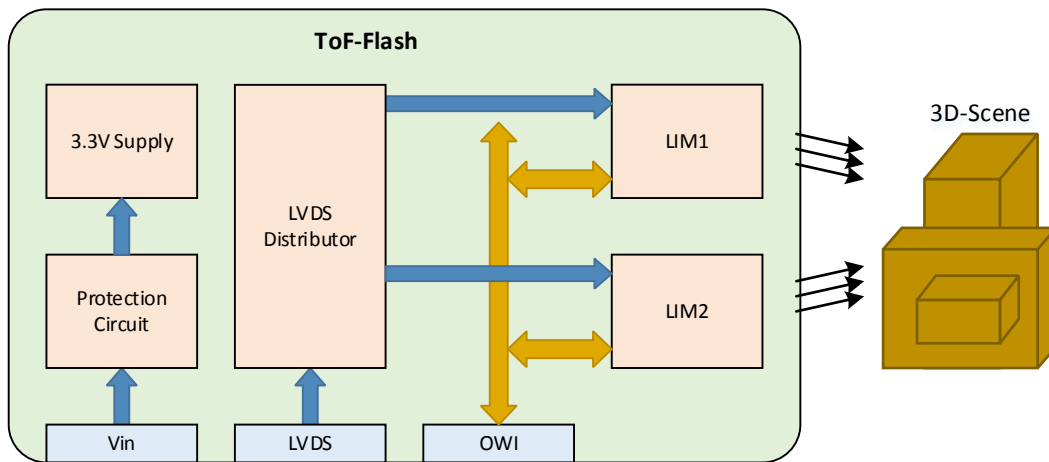 ToF-Flash
3.3V Supply
LVDS
Distributor
LIM1
3D-Scene
Protection
Circuit
LIM2
Vin
LVDS
OWI